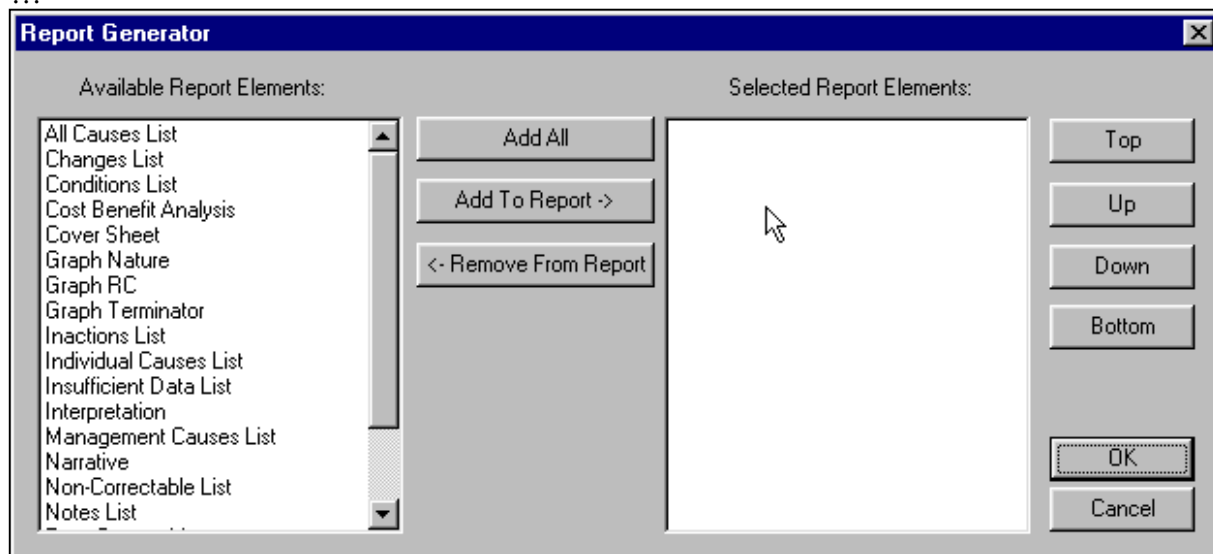 ...
Report Generator
Available Report Elements:
Selected Report Elements:
All Causes List
Changes List
Conditions List
Cost Benefit Analysis
Cover Sheet
Graph Nature
Graph RC
Graph Terminator
Inactions List
Individual Causes List
Insufficient Data List
Interpretation
Management Causes List
Narrative
Non-Correctable List
Notes List
Add All
Add To Report ->
<- Remove From Report
Top
Up
Down
Bottom
OK
Cancel